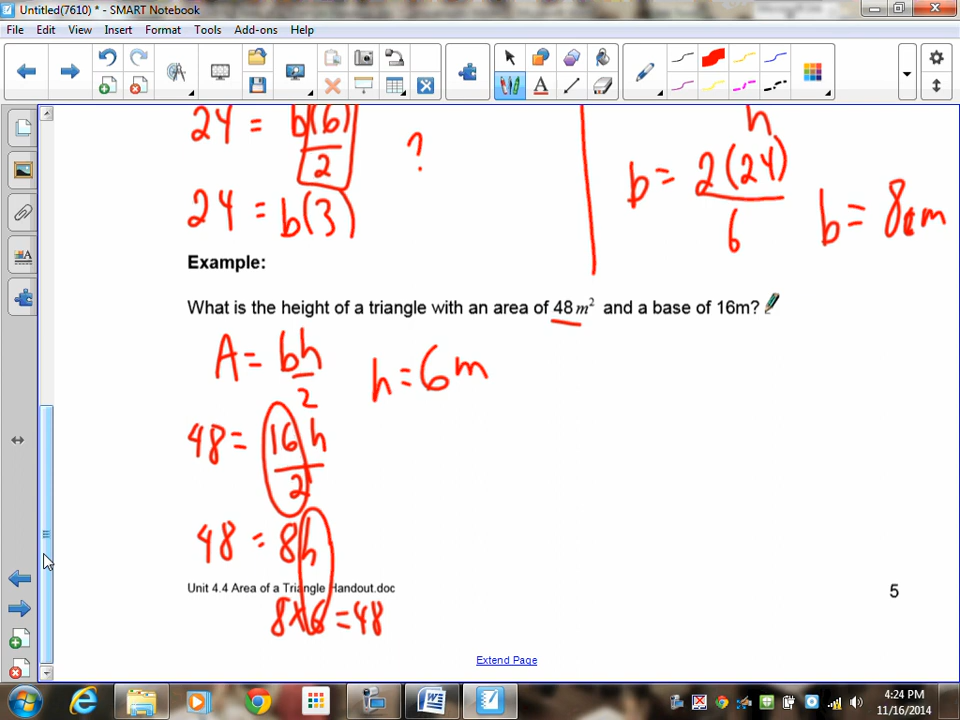 Untitled(7610) * - SMART Notebook
File Edit View Insert Format Tools Add-ons Help
24 = b(6)
2
?
24 = b(3)
h
b = 2(24)
6
b = 8cm
Example:
What is the height of a triangle with an area of 48 m² and a base of 16m?
A = bh
2
h = 6m
48 = 16h
2
48 = 8h
Unit 4.4 Area of a Triangle Handout.doc
5
8×6 = 48
Extend Page
4:24 PM
11/16/2014